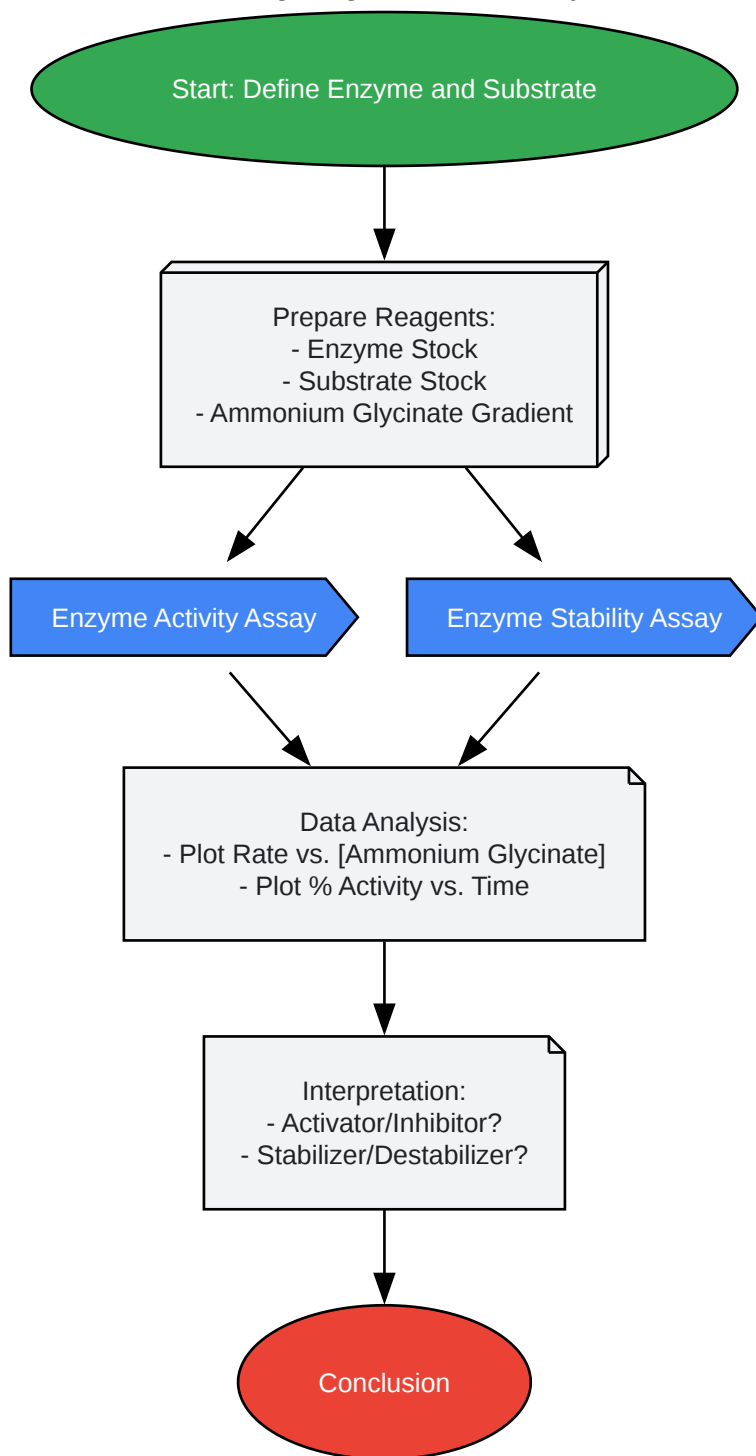 Start: Define Enzyme and Substrate
Prepare Reagents:
- Enzyme Stock
- Substrate Stock
- Ammonium Glycinate Gradient
Enzyme Activity Assay
Enzyme Stability Assay
Data Analysis:
- Plot Rate vs. [Ammonium Glycinate]
- Plot % Activity vs. Time
Interpretation:
- Activator/Inhibitor?
- Stabilizer/Destabilizer?
Conclusion